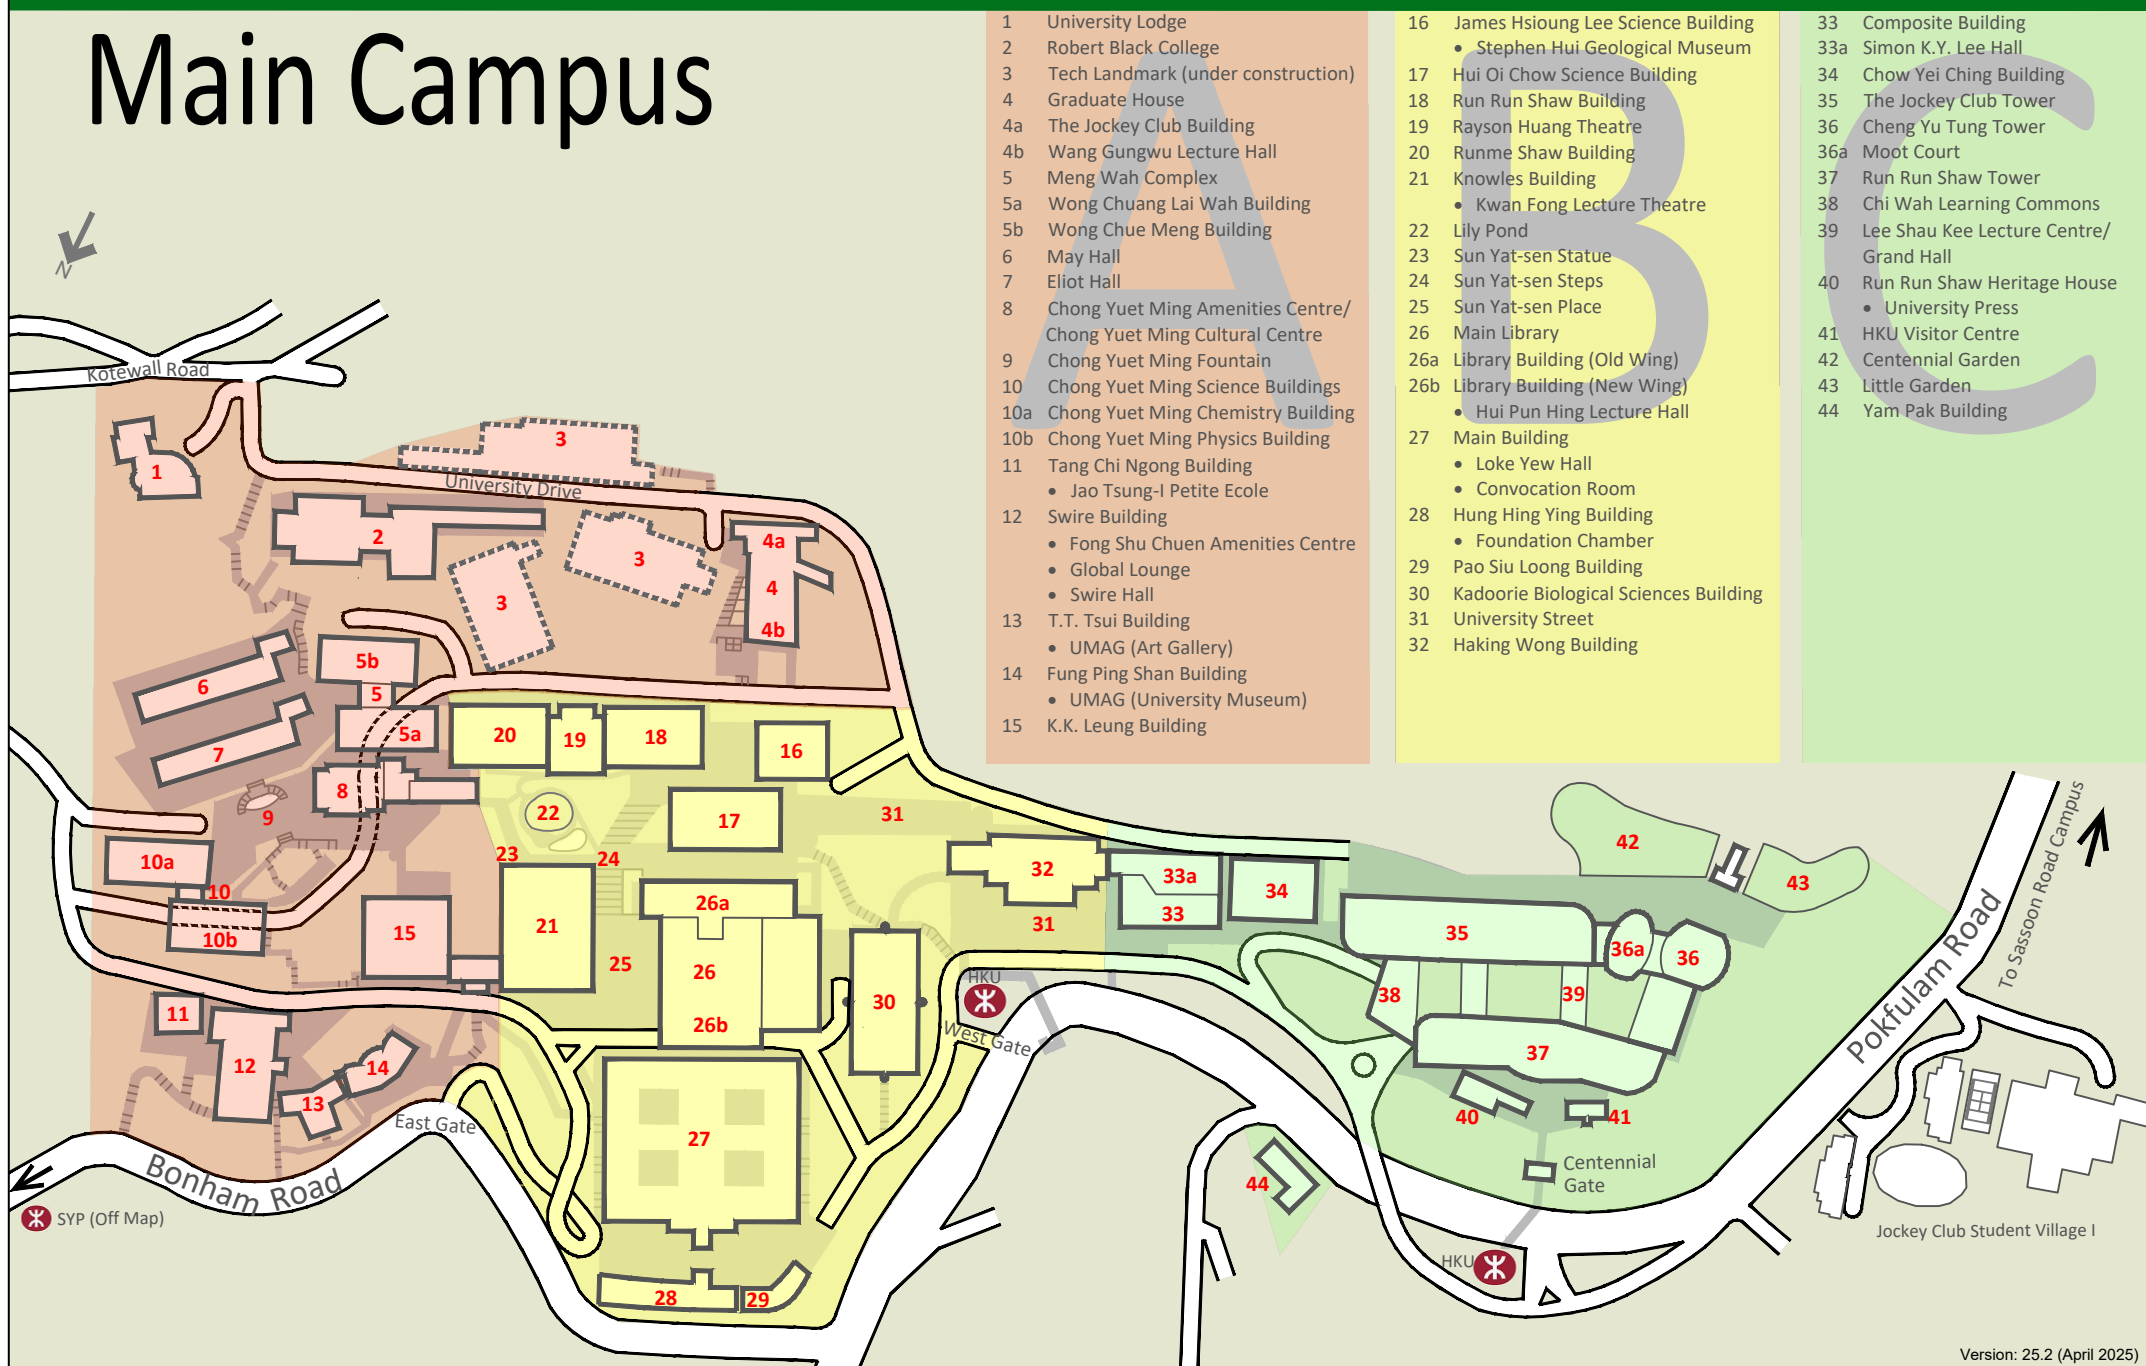 Main Campus
A
1 University Lodge
2 Robert Black College
3 Tech Landmark (under construction)
4 Graduate House
4a The Jockey Club Building
4b Wang Gungwu Lecture Hall
5 Meng Wah Complex
5a Wong Chuang Lai Wah Building
5b Wong Chue Meng Building
6 May Hall
7 Eliot Hall
8 Chong Yuet Ming Amenities Centre/
Chong Yuet Ming Cultural Centre
9 Chong Yuet Ming Fountain
10 Chong Yuet Ming Science Buildings
10a Chong Yuet Ming Chemistry Building
10b Chong Yuet Ming Physics Building
11 Tang Chi Ngong Building
• Jao Tsung-I Petite Ecole
12 Swire Building
• Fong Shu Chuen Amenities Centre
• Global Lounge
• Swire Hall
13 T.T. Tsui Building
• UMAG (Art Gallery)
14 Fung Ping Shan Building
• UMAG (University Museum)
15 K.K. Leung Building
B
16 James Hsioung Lee Science Building
• Stephen Hui Geological Museum
17 Hui Oi Chow Science Building
18 Run Run Shaw Building
19 Rayson Huang Theatre
20 Runme Shaw Building
21 Knowles Building
• Kwan Fong Lecture Theatre
22 Lily Pond
23 Sun Yat-sen Statue
24 Sun Yat-sen Steps
25 Sun Yat-sen Place
26 Main Library
26a Library Building (Old Wing)
26b Library Building (New Wing)
• Hui Pun Hing Lecture Hall
27 Main Building
• Loke Yew Hall
• Convocation Room
28 Hung Hing Ying Building
• Foundation Chamber
29 Pao Siu Loong Building
30 Kadoorie Biological Sciences Building
31 University Street
32 Haking Wong Building
C
33 Composite Building
33a Simon K.Y. Lee Hall
34 Chow Yei Ching Building
35 The Jockey Club Tower
36 Cheng Yu Tung Tower
36a Moot Court
37 Run Run Shaw Tower
38 Chi Wah Learning Commons
39 Lee Shau Kee Lecture Centre/
Grand Hall
40 Run Run Shaw Heritage House
• University Press
41 HKU Visitor Centre
42 Centennial Garden
43 Little Garden
44 Yam Pak Building
N
Kotewall Road
University Drive
1
3
2
3
3
4a
4
4b
5b
5
5a
6
7
8
9
10a
10
10b
15
11
12
13
14
20
19
18
16
22
17
31
23
24
21
25
26a
26
26b
30
32
31
33a
33
34
35
36a
36
38
39
37
40
41
42
43
44
27
28
29
HKU
West Gate
East Gate
Bonham Road
SYP (Off Map)
Centennial
Gate
HKU
Pokfulam Road
To Sassoon Road Campus
Jockey Club Student Village I
Version: 25.2 (April 2025)